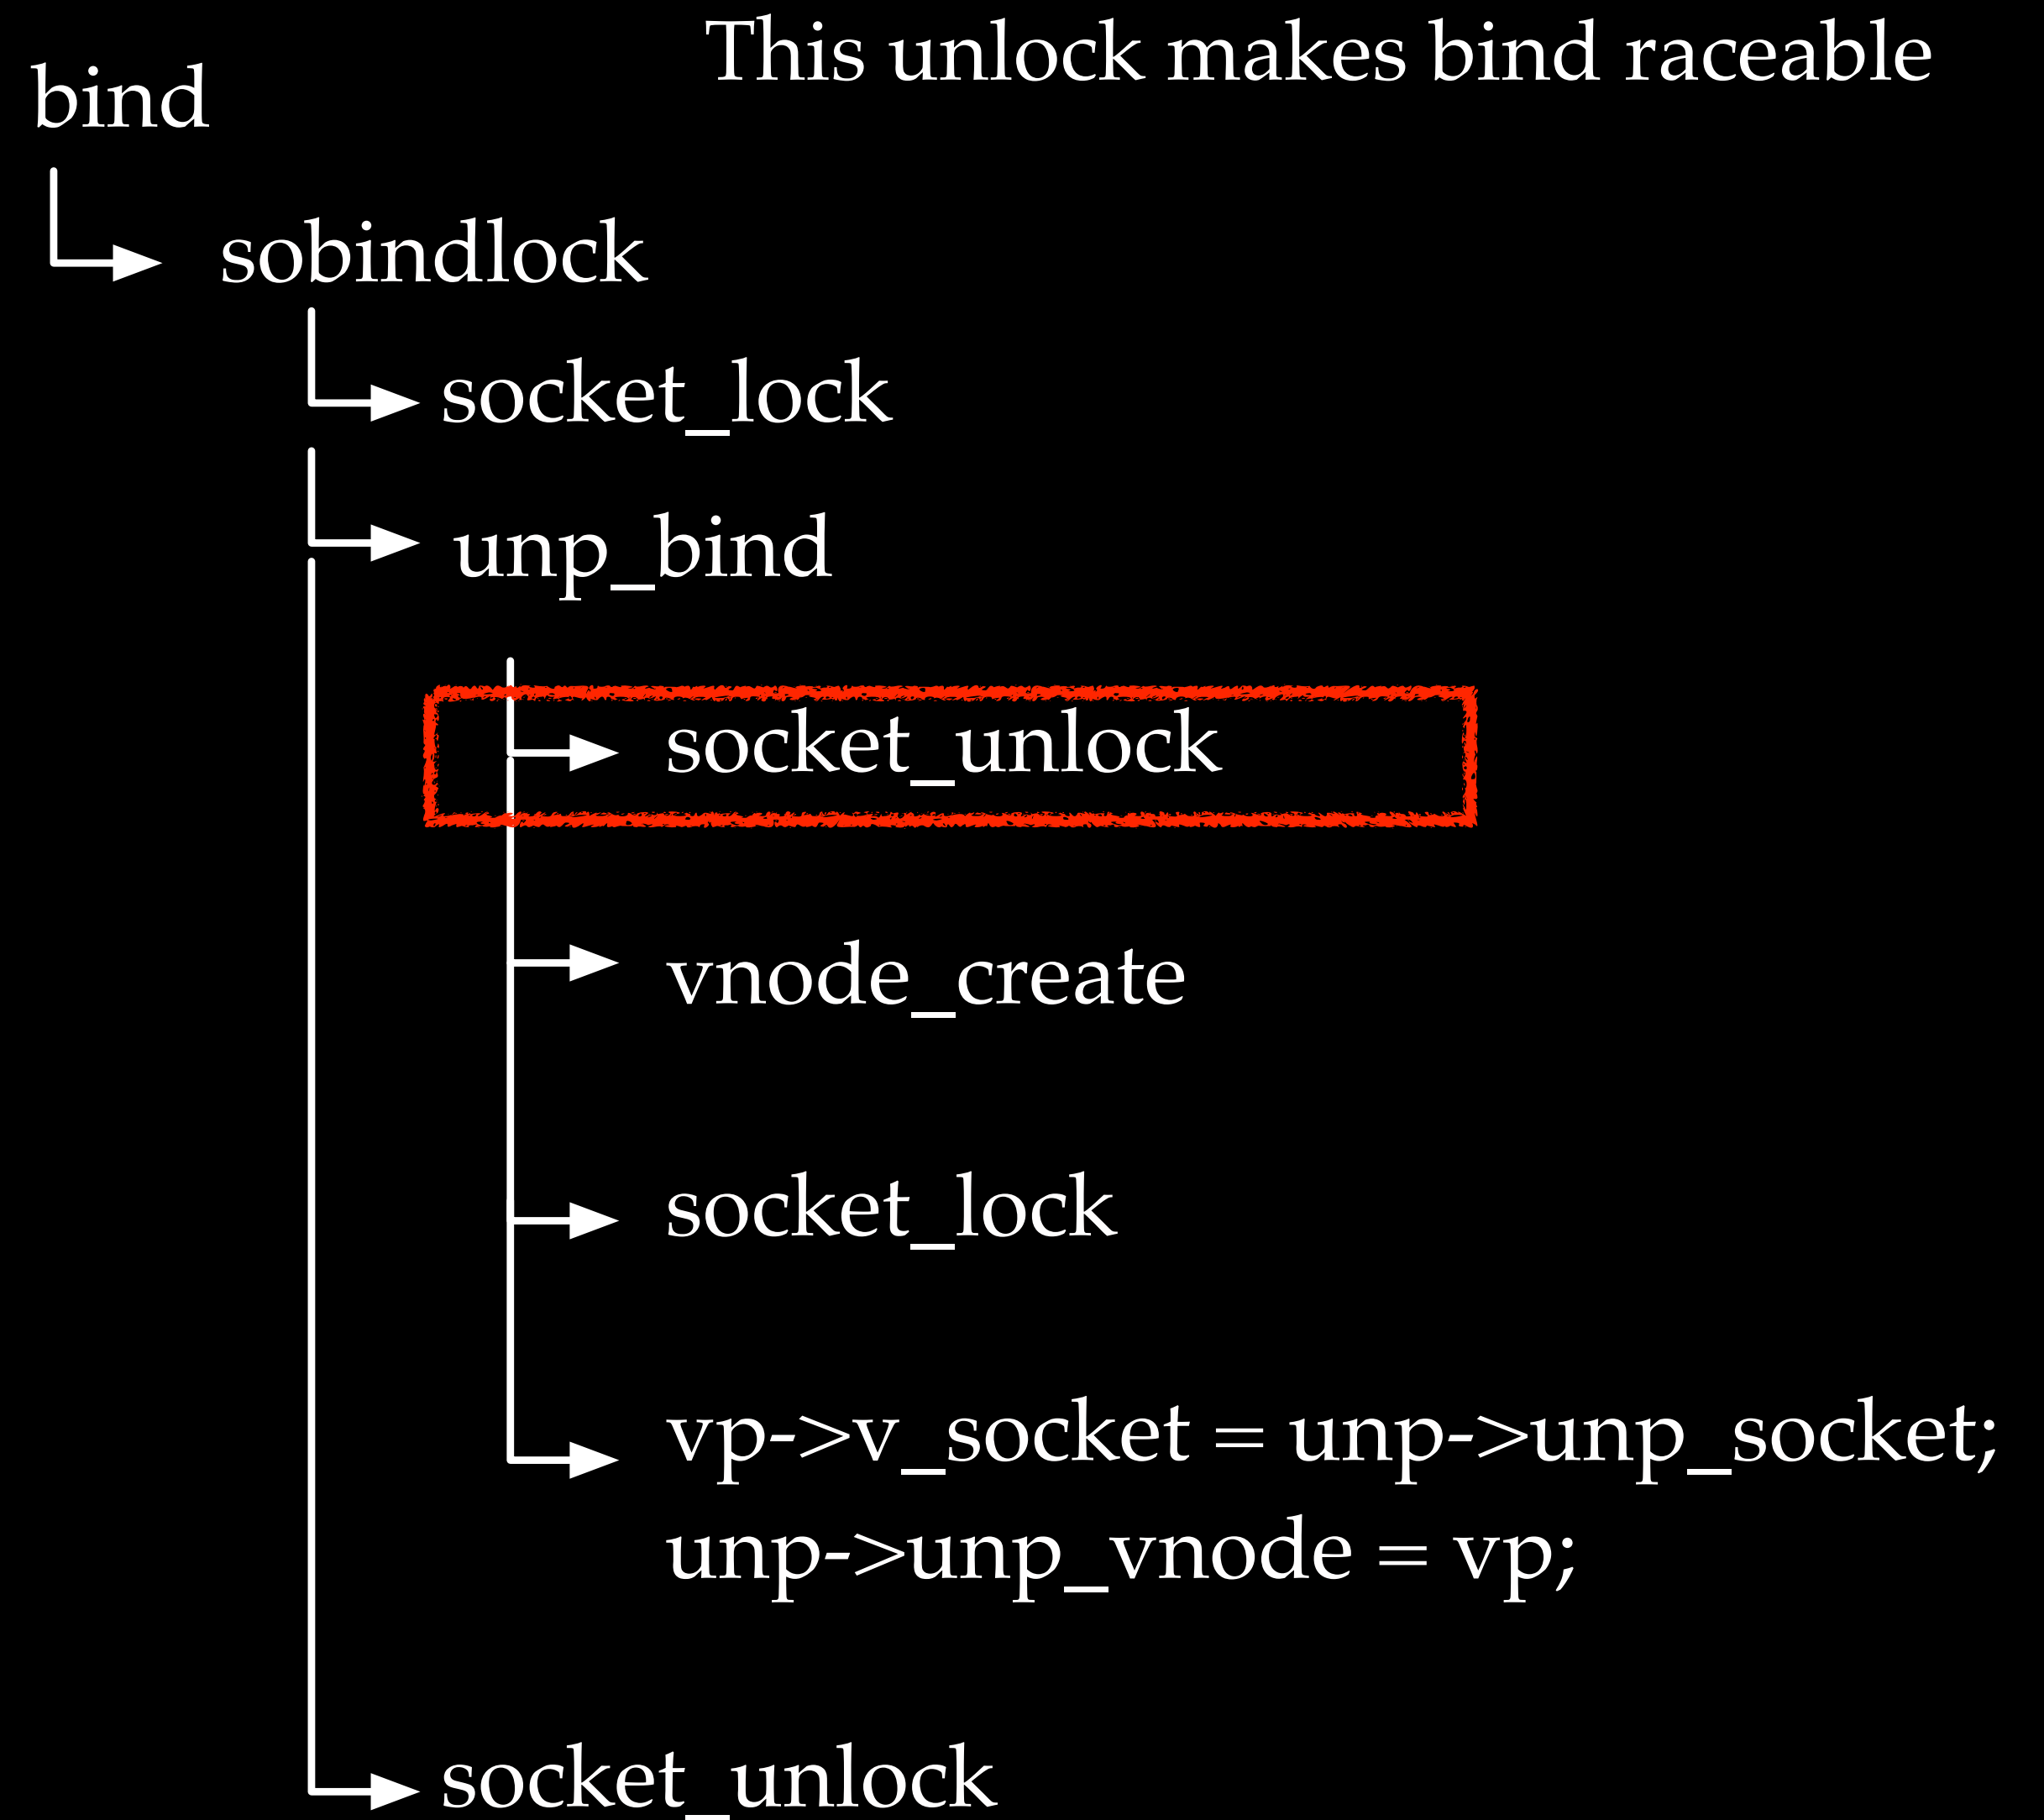 This unlock makes bind raceable
bind
sobindlock
socket_lock
unp_bind
socket_unlock
vnode_create
socket_lock
vp->v_socket = unp->unp_socket;
unp->unp_vnode = vp;
socket_unlock